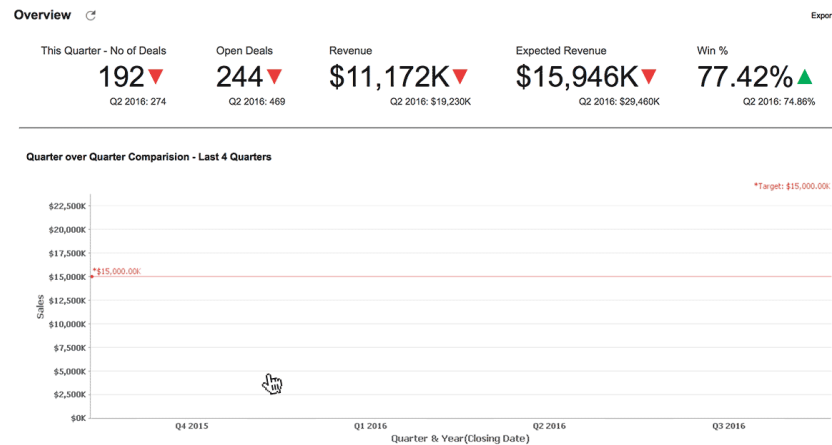 Overview
Expor
This Quarter - No of Deals
192
Q2 2016: 274
Open Deals
244
Q2 2016: 469
Revenue
$11,172K
Q2 2016: $19,230K
Expected Revenue
$15,946K
Q2 2016: $29,460K
Win %
77.42%
Q2 2016: 74.86%
Quarter over Quarter Comparision - Last 4 Quarters
*Target: $15,000.00K
$22,500K
$20,000K
$17,500K
*$15,000.00K
$15,000K
$12,500K
$10,000K
$7,500K
$5,000K
$2,500K
$0K
Sales
Q4 2015
Q1 2016
Q2 2016
Q3 2016
Quarter & Year(Closing Date)